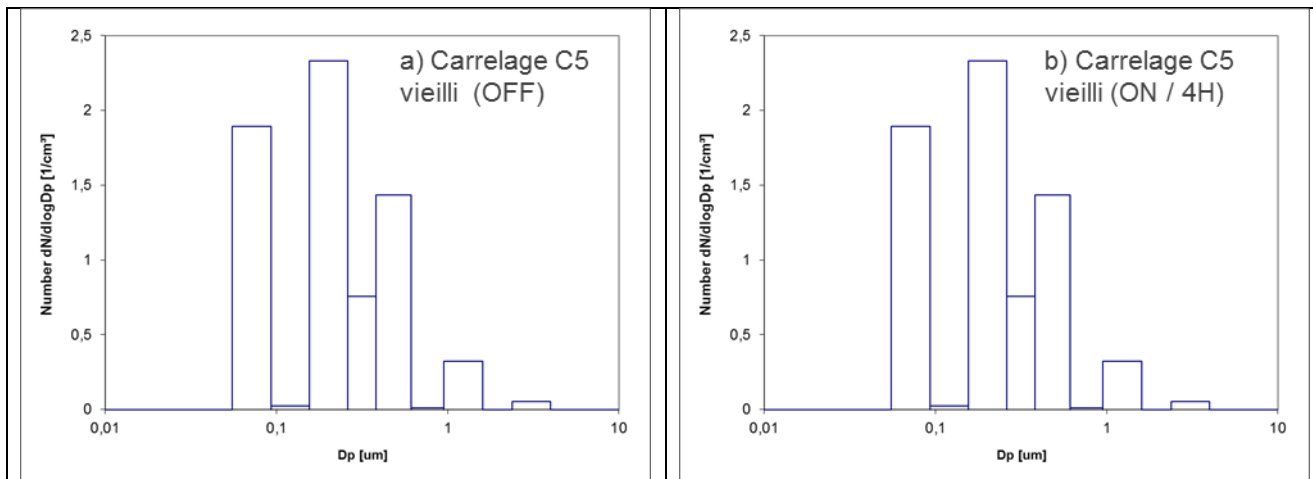 2,5
a) Carrelage C5
vieilli (OFF)
2
1,5
1
0,5
0
0,01
0,1
1
10
Number dN/dlogDp [1/cm³]
Dp [um]
2,5
b) Carrelage C5
vieilli (ON / 4H)
2
1,5
1
0,5
0
0,01
0,1
1
10
Number dN/dlogDp [1/cm³]
Dp [um]